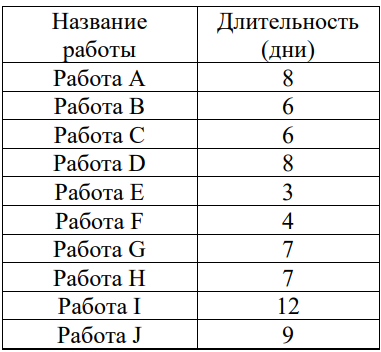 Название работы	Длительность (дни)
Работа A	8
Работа B	6
Работа C	6
Работа D	8
Работа E	3
Работа F	4
Работа G	7
Работа H	7
Работа I	12
Работа J	9